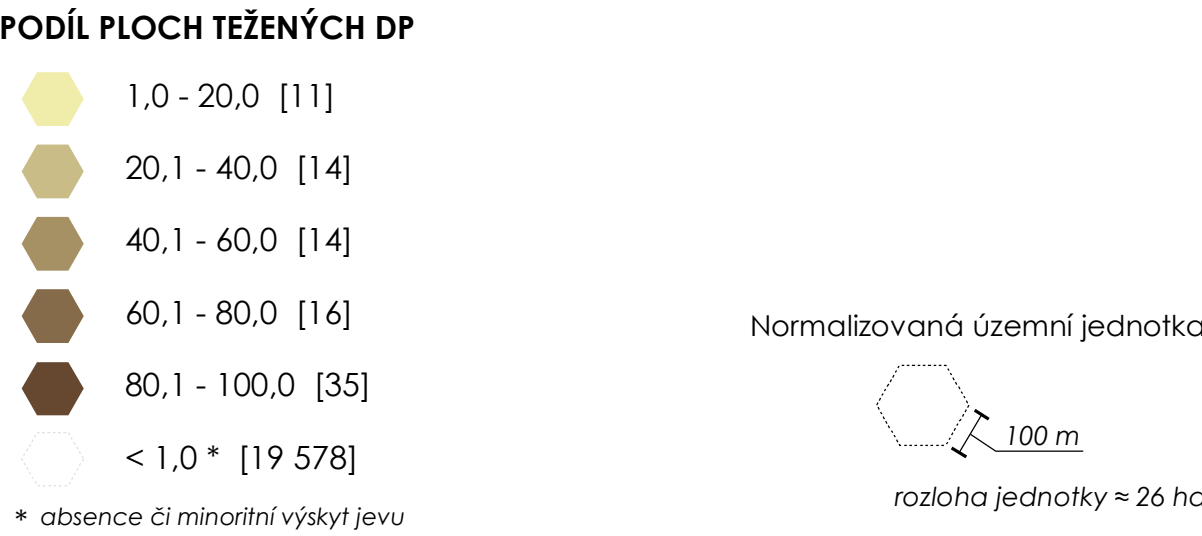 PODÍL PLOCH TEŽENÝCH DP
1,0 - 20,0 [11]
20,1 - 40,0 [14]
40,1 - 60,0 [14]
60,1 - 80,0 [16]
80,1 - 100,0 [35]
< 1,0 * [19 578]
* absence či minoritní výskyt jevu
Normalizovaná územní jednotka
100 m
rozloha jednotky ≈ 26 ha